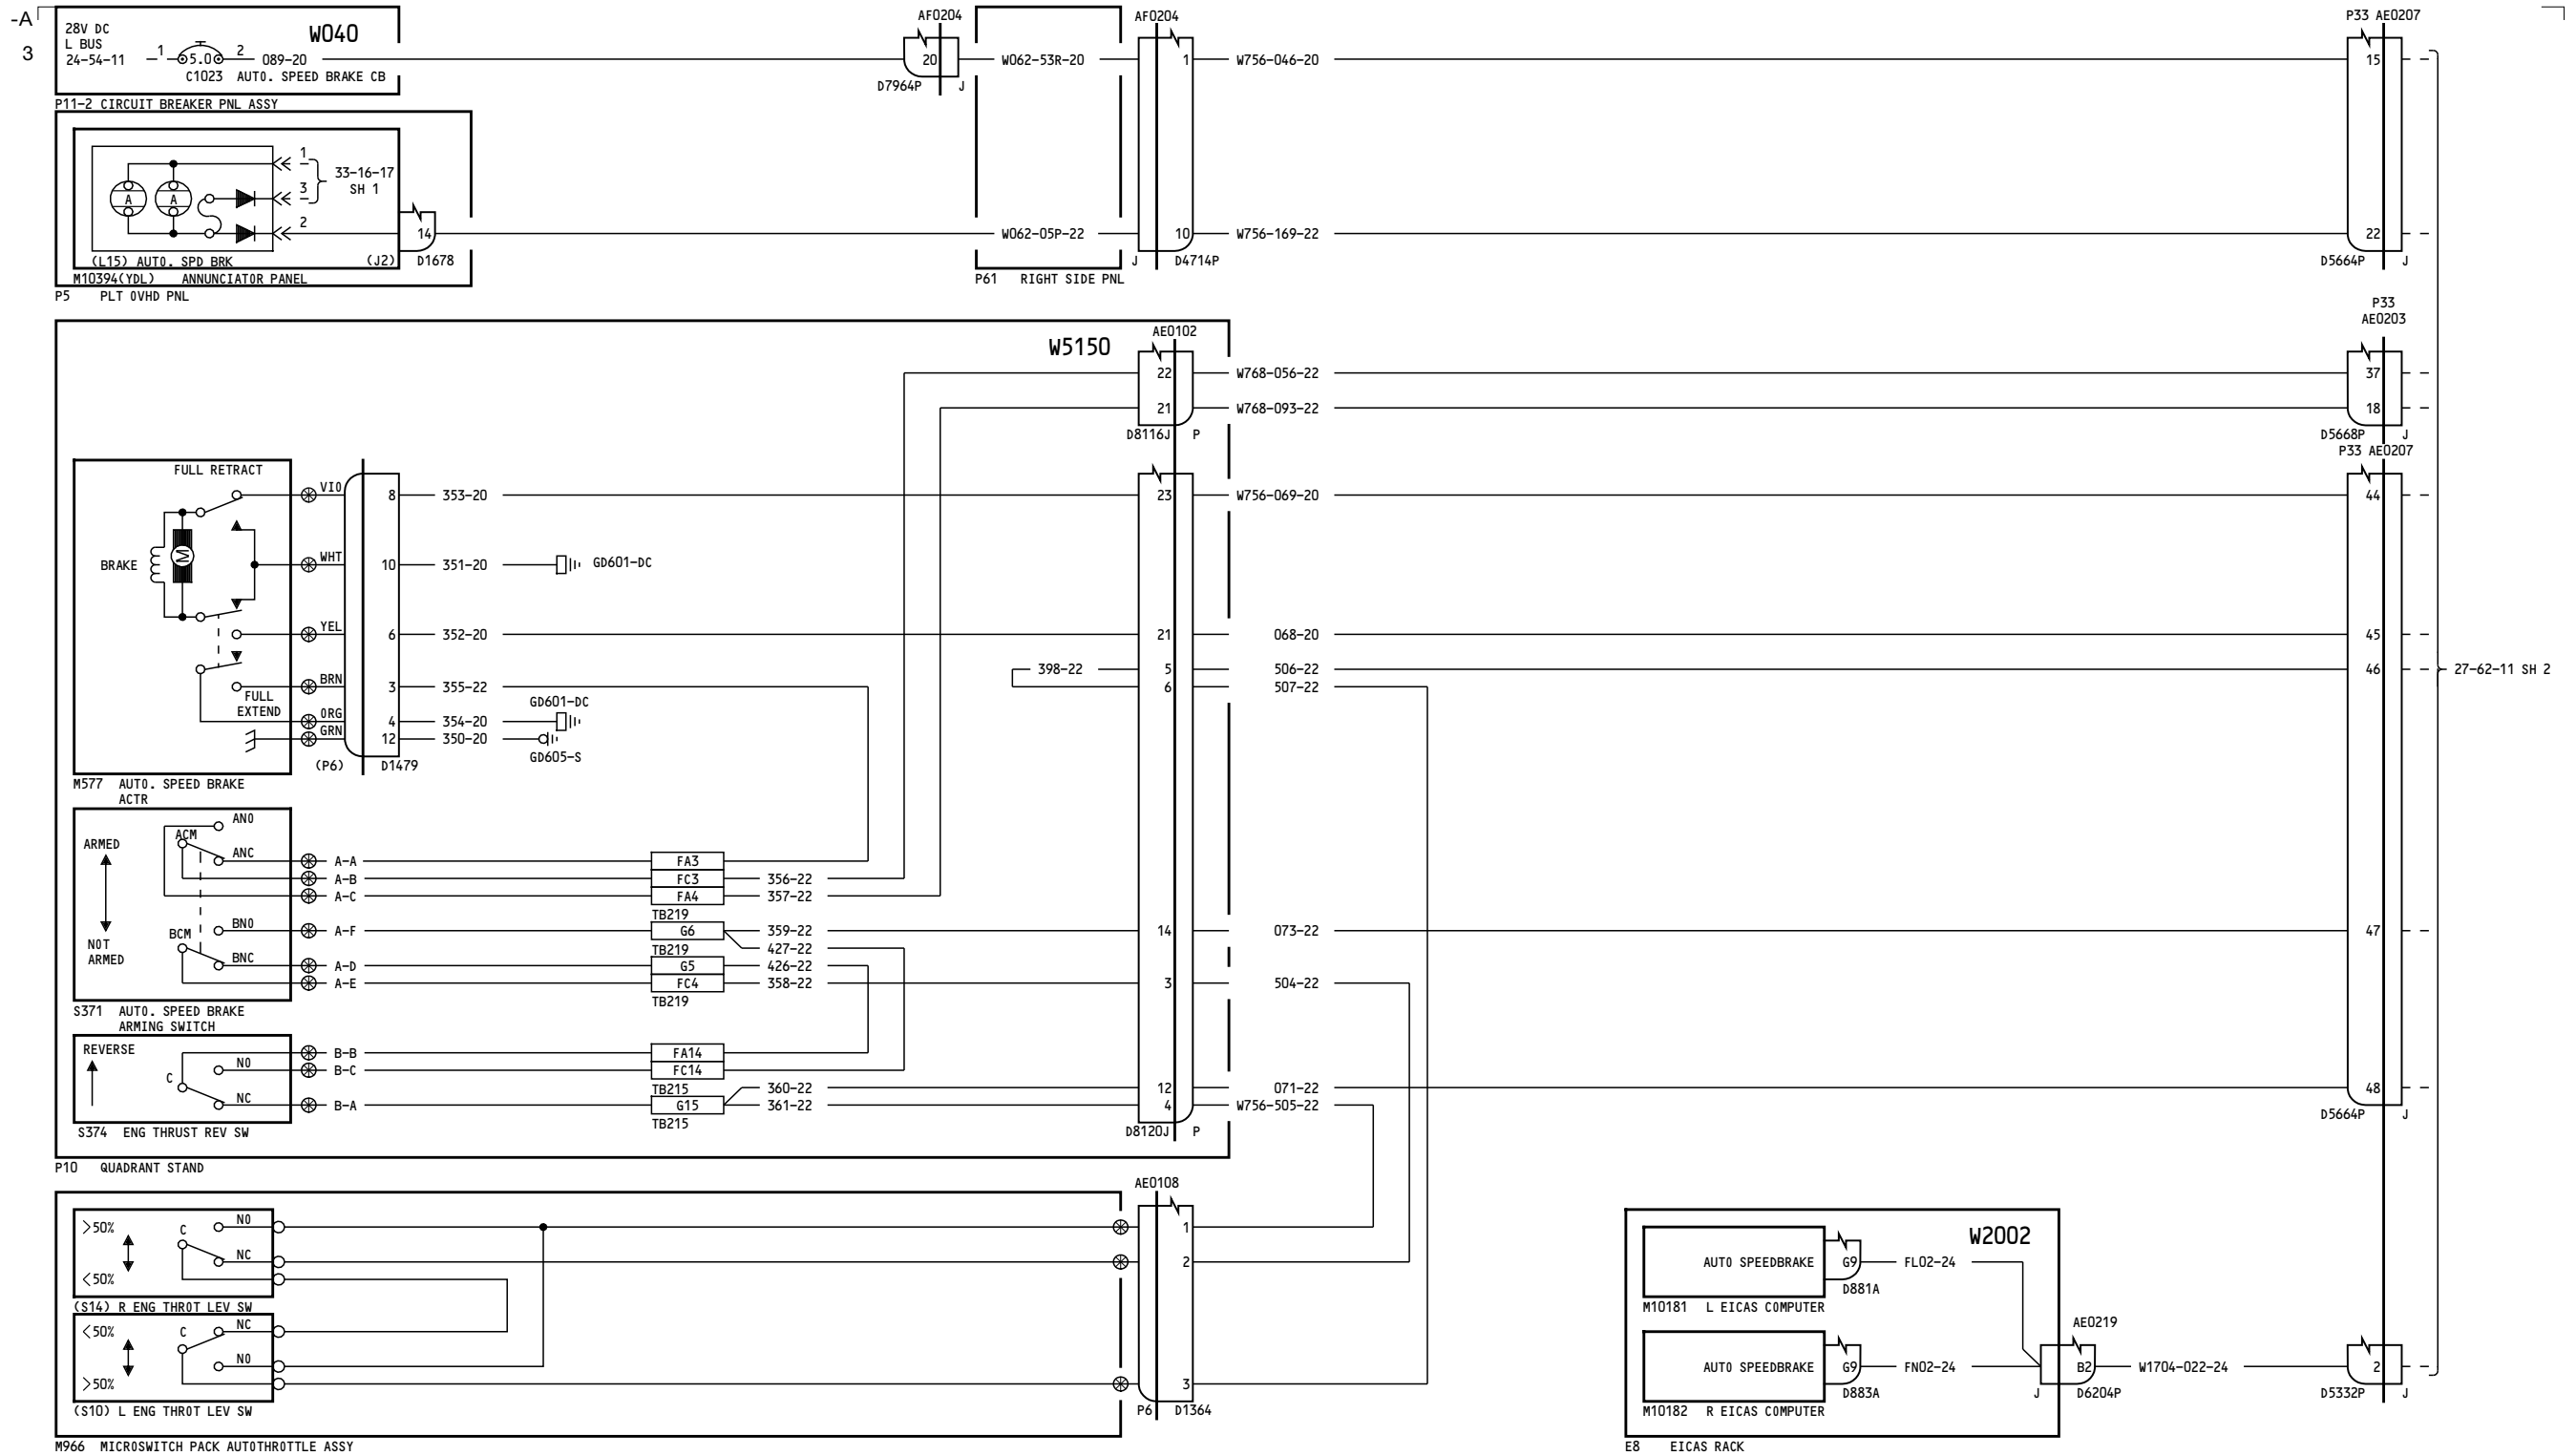 -A
3
28V DC
L BUS
24-54-11
1
5.0
2
089-20
W040
C1023 AUTO. SPEED BRAKE CB
P11-2 CIRCUIT BREAKER PNL ASSY
AF0204
20
D7964P J
W062-53R-20
AF0204
1
W756-046-20
P33 AE0207
15
A
A
1
3
2
33-16-17
SH 1
14
(L15) AUTO. SPD BRK
(J2)
D1678
M10394(YDL) ANNUNCIATOR PANEL
P5 PLT OVHD PNL
W062-05P-22
10
W756-169-22
J
D4714P
P61 RIGHT SIDE PNL
22
D5664P J
P33
AE0203
W5150
AE0102
22
W768-056-22
37
21
W768-093-22
18
D8116J P
D5668P J
P33 AE0207
FULL RETRACT
VIO
8
353-20
23
W756-069-20
44
BRAKE
M
WHT
10
351-20
GD601-DC
YEL
6
352-20
21
068-20
45
398-22
5
506-22
46
27-62-11 SH 2
BRN
3
355-22
6
507-22
FULL
EXTEND
ORG
4
354-20
GD601-DC
GRN
12
350-20
GD605-S
(P6)
D1479
M577 AUTO. SPEED BRAKE
ACTR
ANO
ACM
ARMED
ANC
A-A
FA3
A-B
FC3
356-22
A-C
FA4
357-22
TB219
BNO
A-F
G6
359-22
14
073-22
47
BCM
NOT
ARMED
TB219
427-22
BNC
A-D
G5
426-22
A-E
FC4
358-22
3
504-22
TB219
S371 AUTO. SPEED BRAKE
ARMING SWITCH
REVERSE
B-B
FA14
NO
B-C
FC14
C
TB215
360-22
12
071-22
48
NC
B-A
G15
361-22
4
W756-505-22
TB215
D5664P J
S374 ENG THRUST REV SW
D8120J P
P10 QUADRANT STAND
AE0108
>50%
C
NO
1
NC
2
<50%
(S14) R ENG THROT LEV SW
<50%
C
NC
NO
>50%
3
(S10) L ENG THROT LEV SW
P6
D1364
M966 MICROSWITCH PACK AUTOTHROTTLE ASSY
W2002
AUTO SPEEDBRAKE
G9
FL02-24
D881A
M10181 L EICAS COMPUTER
AE0219
AUTO SPEEDBRAKE
G9
FN02-24
B2
W1704-022-24
2
D883A
J
D6204P
D5332P J
M10182 R EICAS COMPUTER
E8 EICAS RACK